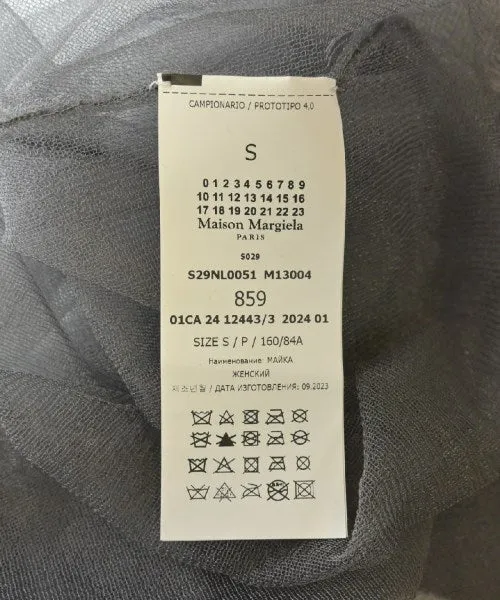 CAMPIONARIO / PROTOTIPO 4.0
S
0 1 2 3 4 5 6 7 8 9
10 11 12 13 14 15 16
17 18 19 20 21 22 23
Maison Margiela
PARIS
S029
S29NL0051 M13004
859
01CA 24 12443/3 2024 01
SIZE S / P / 160/84A
Наименование: МАЙКА
ЖЕНСКИЙ
제조년월 / ДАТА ИЗГОТОВЛЕНИЯ: 09.2023